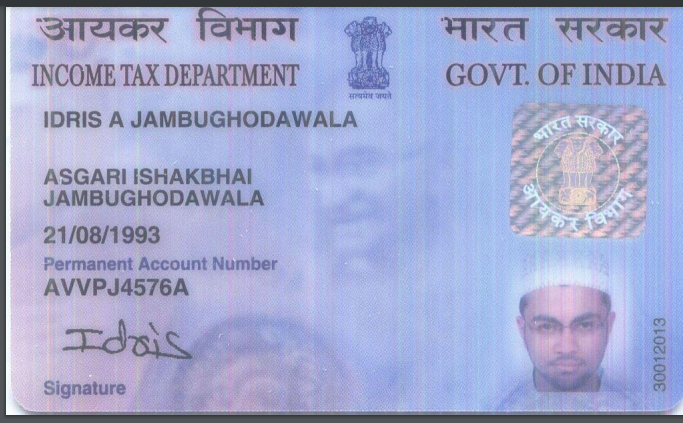 आयकर विभाग
भारत सरकार
INCOME TAX DEPARTMENT
GOVT. OF INDIA
सत्यमेव जयते
IDRIS A JAMBUGHODAWALA
भारत सरकार
आयकर विभाग
ASGARI ISHAKBHAI
JAMBUGHODAWALA
21/08/1993
Permanent Account Number
AVVPJ4576A
Idris
Signature
30012013